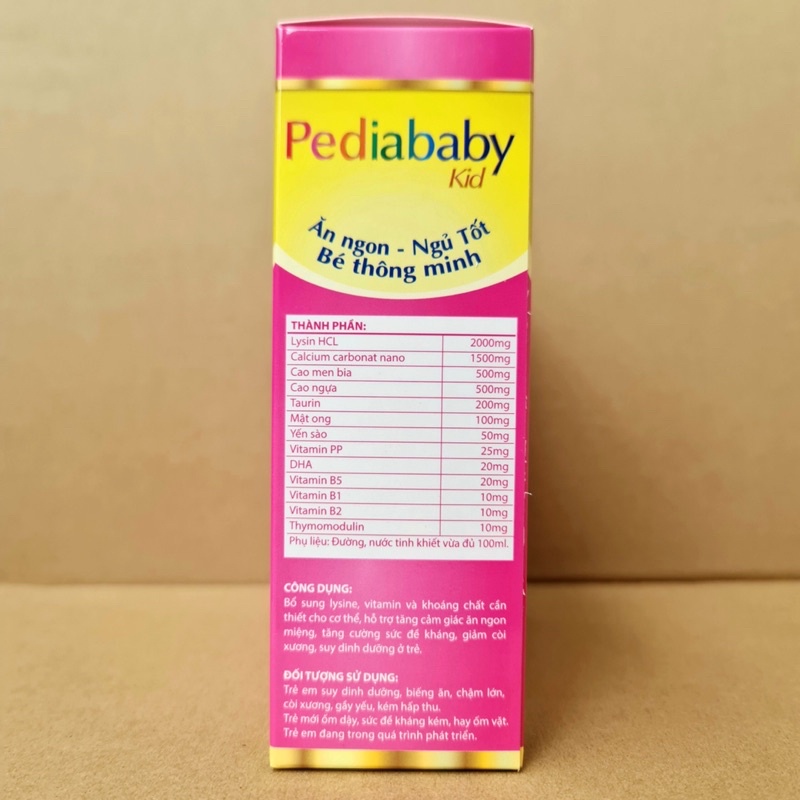 Pediababy
Kid
Ăn ngon - Ngủ Tốt
Bé thông minh
THÀNH PHẦN:
Lysin HCL 2000mg
Calcium carbonat nano 1500mg
Cao men bia 500mg
Cao ngựa 500mg
Taurin 200mg
Mật ong 100mg
Yến sào 50mg
Vitamin PP 25mg
DHA 20mg
Vitamin B5 20mg
Vitamin B1 10mg
Vitamin B2 10mg
Thymomodulin 10mg
Phụ liệu: Đường, nước tinh khiết vừa đủ 100ml.
CÔNG DỤNG:
Bổ sung lysine, vitamin và khoáng chất cần
thiết cho cơ thể, hỗ trợ tăng cảm giác ăn ngon
miệng, tăng cường sức đề kháng, giảm còi
xương, suy dinh dưỡng ở trẻ.
ĐỐI TƯỢNG SỬ DỤNG:
Trẻ em suy dinh dưỡng, biếng ăn, chậm lớn,
còi xương, gầy yếu, kém hấp thu.
Trẻ mới ốm dậy, sức đề kháng kém, hay ốm vặt.
Trẻ em đang trong quá trình phát triển.